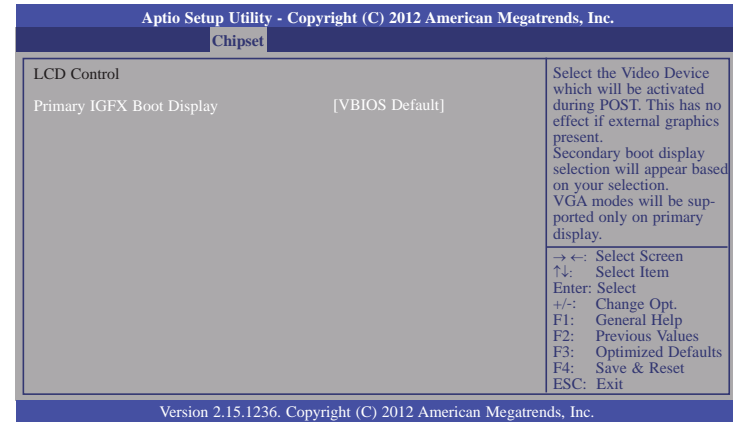 Aptio Setup Utility - Copyright (C) 2012 American Megatrends, Inc.
Chipset
LCD Control
Primary IGFX Boot Display [VBIOS Default]
Select the Video Device
which will be activated
during POST. This has no
effect if external graphics
present.
Secondary boot display
selection will appear based
on your selection.
VGA modes will be sup-
ported only on primary
display.
→ ←: Select Screen
↑↓: Select Item
Enter: Select
+/-: Change Opt.
F1: General Help
F2: Previous Values
F3: Optimized Defaults
F4: Save & Reset
ESC: Exit
Version 2.15.1236. Copyright (C) 2012 American Megatrends, Inc.